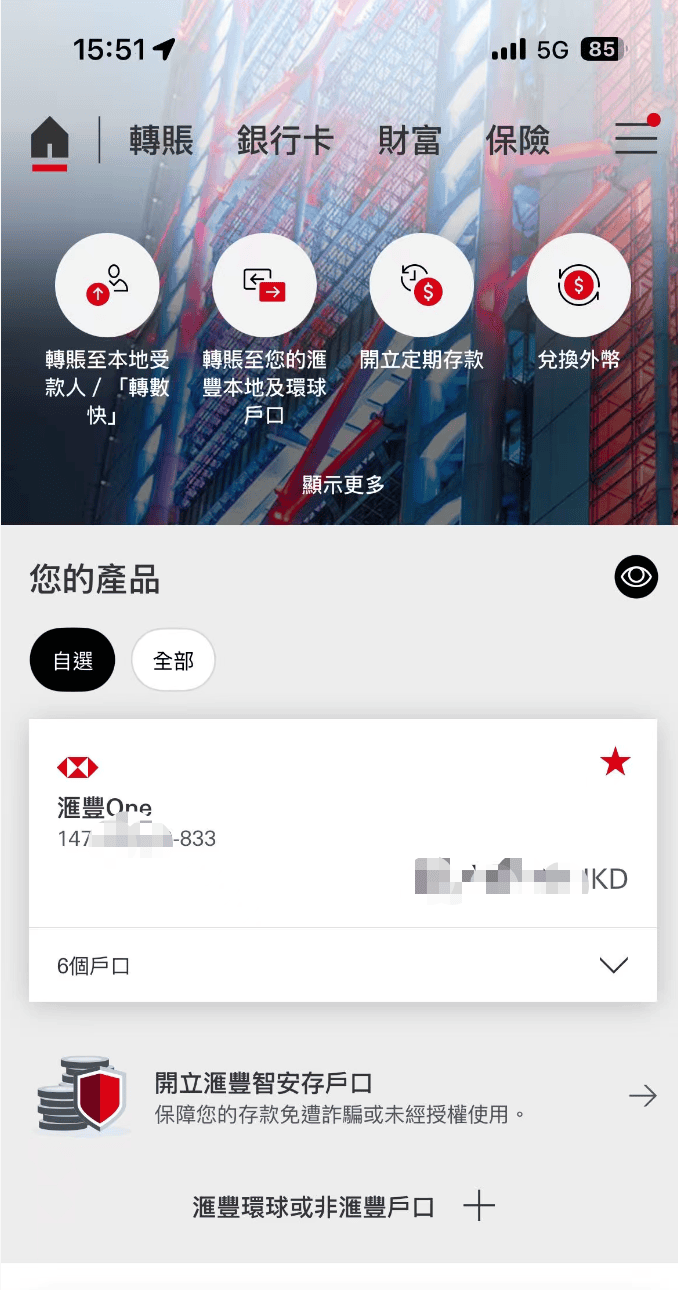 15:51
5G 85
轉賬 銀行卡 財富 保險
轉賬至本地受
款人 / 「轉數
快」
轉賬至您的滙
豐本地及環球
戶口
開立定期存款
兌換外幣
顯示更多
您的產品
自選 全部
滙豐One
147 -833
HKD
6個戶口
開立滙豐智安存戶口
保障您的存款免遭詐騙或未經授權使用。
滙豐環球或非滙豐戶口